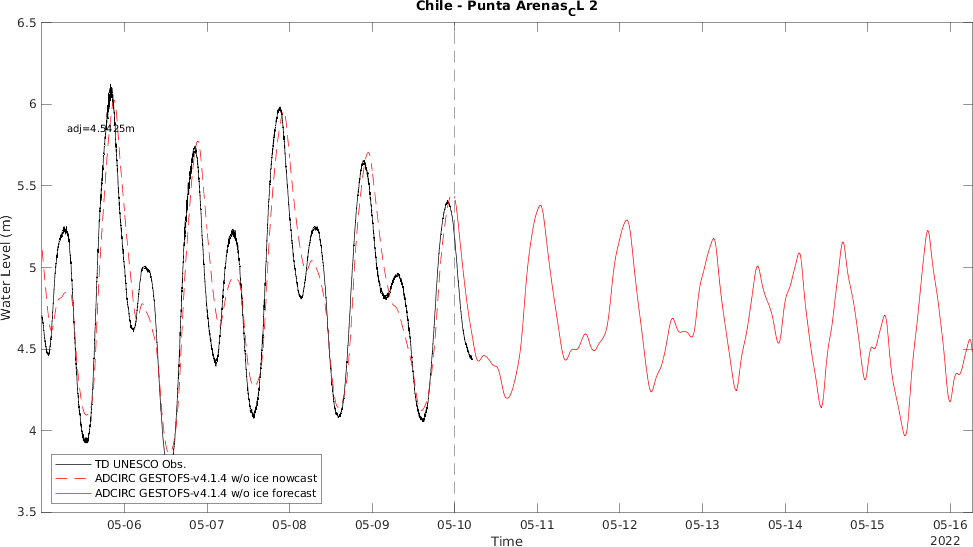 Chile - Punta Arenas_CL 2
6.5
6
5.5
5
4.5
4
3.5
Water Level (m)
adj=4.5425m
TD UNESCO Obs.
ADCIRC GESTOFS-v4.1.4 w/o ice nowcast
ADCIRC GESTOFS-v4.1.4 w/o ice forecast
05-06 05-07 05-08 05-09 05-10 05-11 05-12 05-13 05-14 05-15 05-16
Time
2022